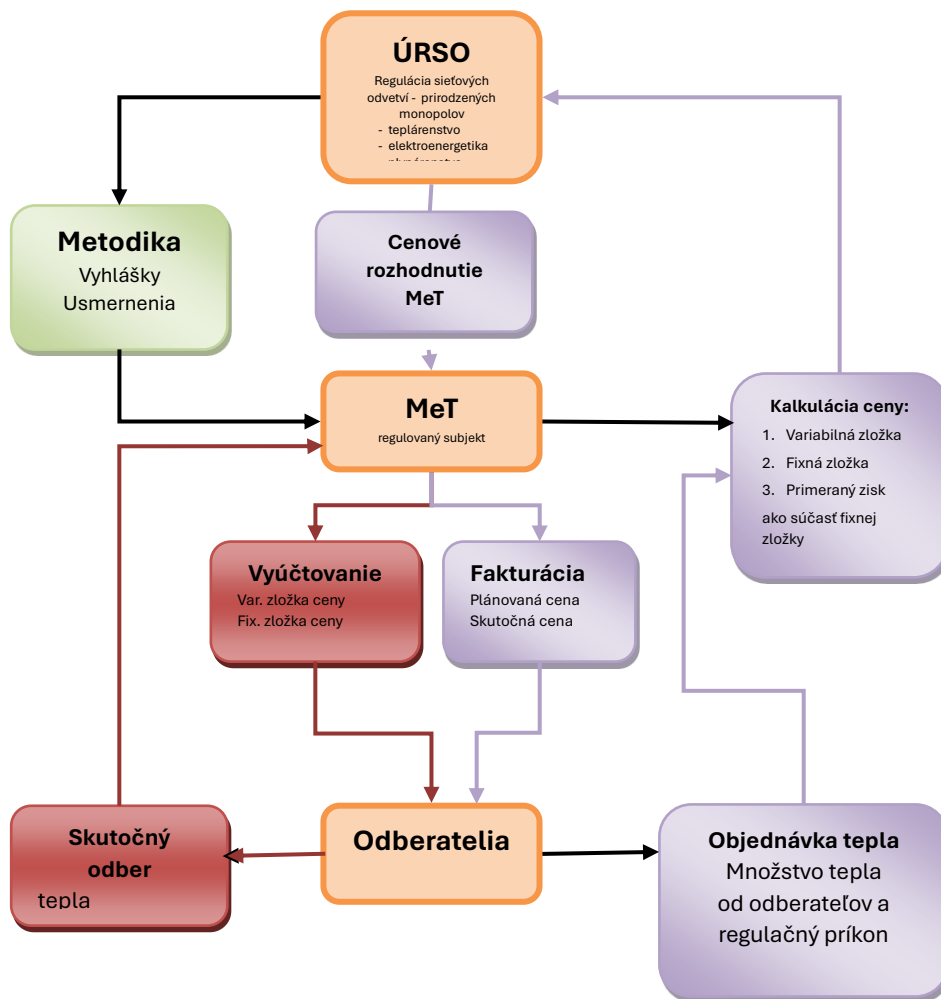 ÚRSO
Regulácia sieťových
odvetví - prirodzených
monopolov
- teplárenstvo
- elektroenergetika
Metodika
Vyhlášky
Usmernenia
Cenové
rozhodnutie
MeT
MeT
regulovaný subjekt
Kalkulácia ceny:
1. Variabilná zložka
2. Fixná zložka
3. Primeraný zisk
ako súčasť fixnej
zložky
Vyúčtovanie
Var. zložka ceny
Fix. zložka ceny
Fakturácia
Plánovaná cena
Skutočná cena
Skutočný
odber
tepla
Odberatelia
Objednávka tepla
Množstvo tepla
od odberateľov a
regulačný príkon